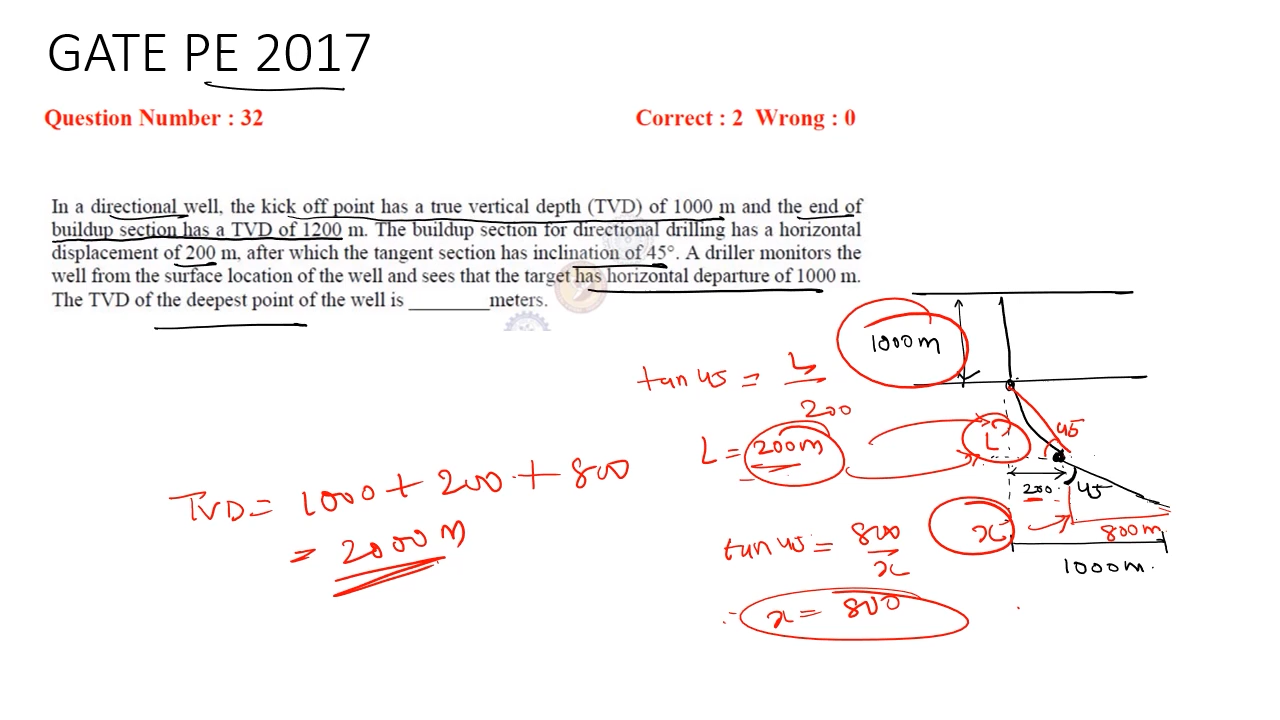 GATE PE 2017
Question Number : 32 Correct : 2 Wrong : 0
In a directional well, the kick off point has a true vertical depth (TVD) of 1000 m and the end of
buildup section has a TVD of 1200 m. The buildup section for directional drilling has a horizontal
displacement of 200 m, after which the tangent section has inclination of 45°. A driller monitors the
well from the surface location of the well and sees that the target has horizontal departure of 1000 m.
The TVD of the deepest point of the well is ________ meters.
1000m
tan 45 = L/200
L = 200m
L
45
200
45
x
800m
1000m.
TVD = 1000 + 200 + 800
= 2000m
tan 45 = 800/x
∴ x = 800